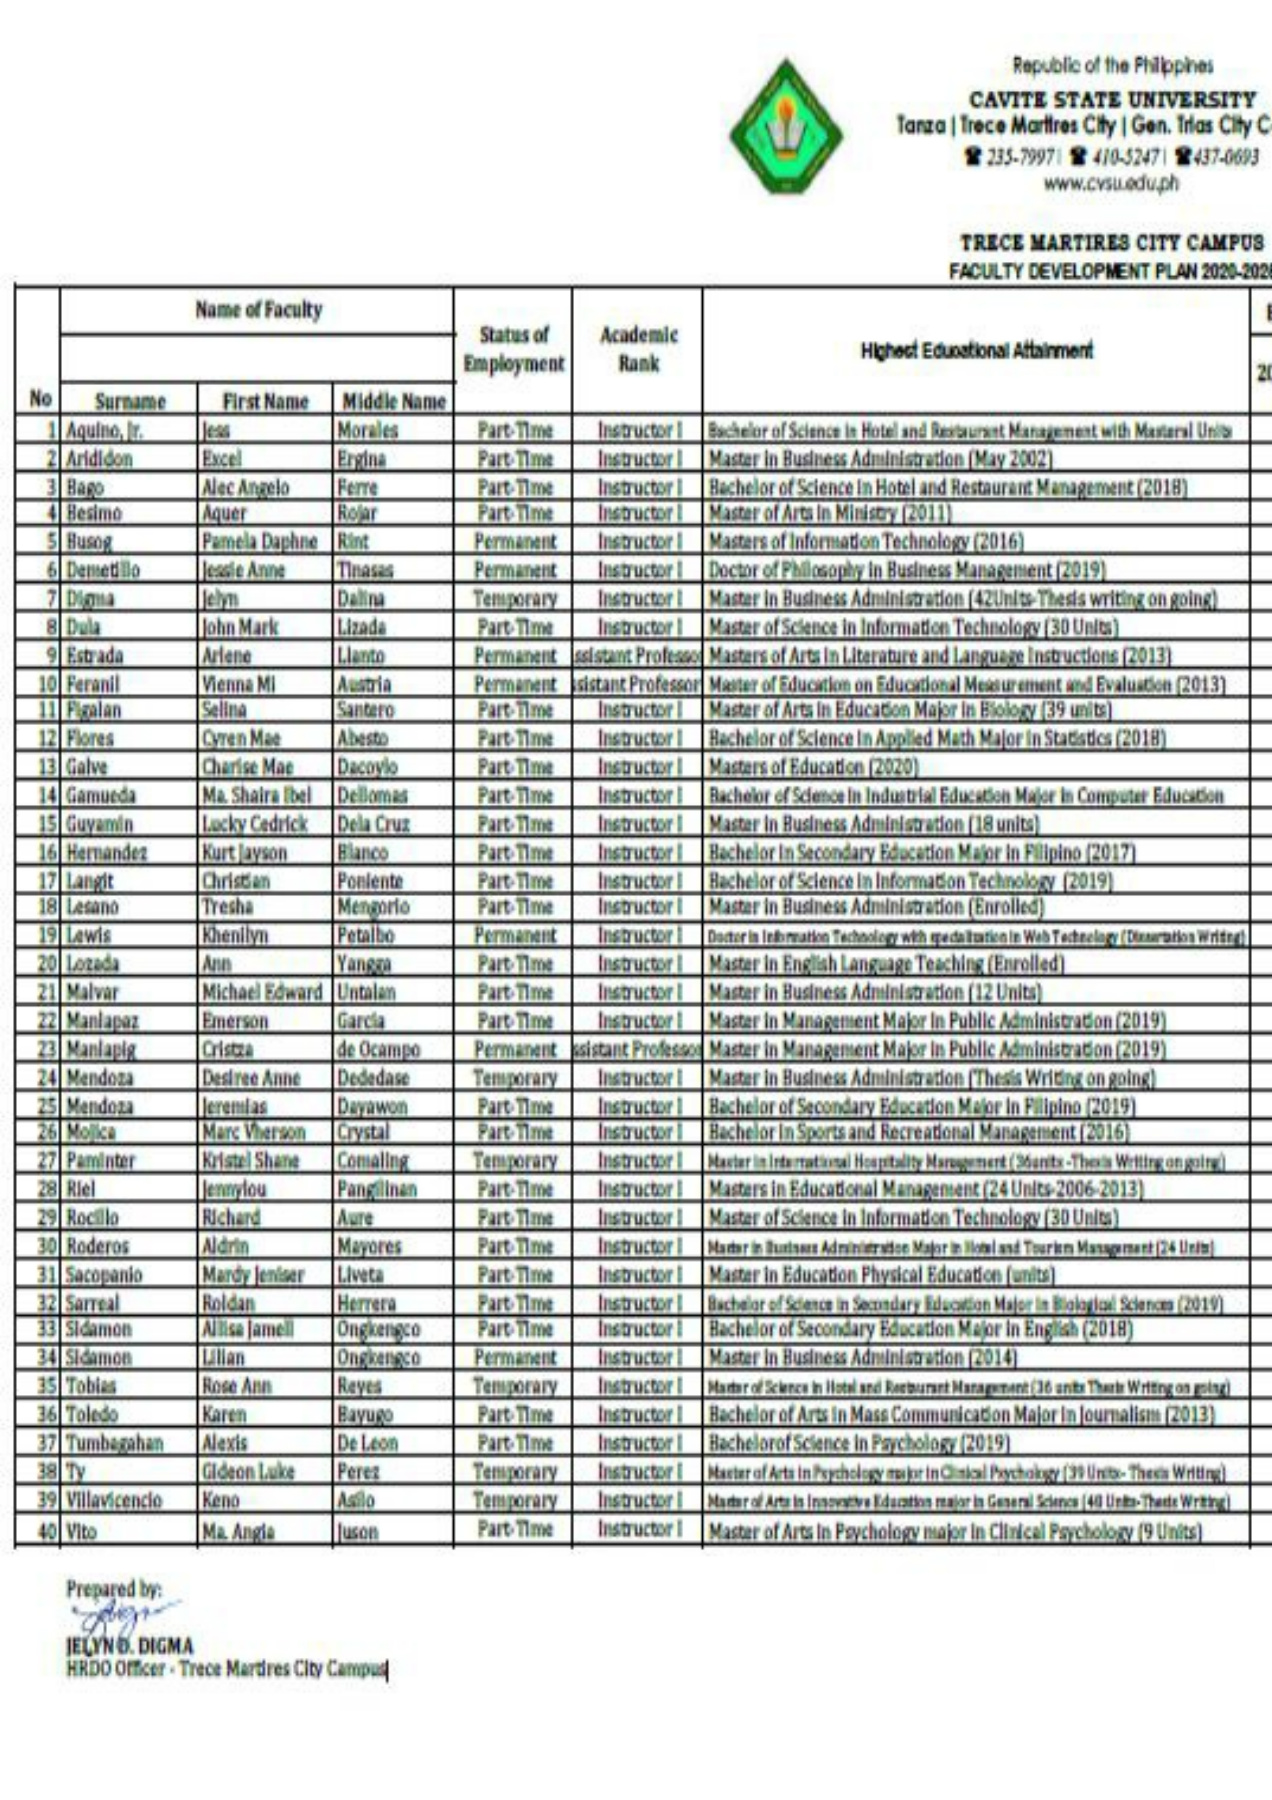 Republic of the Philippines
CAVITE STATE UNIVERSITY
Tanza | Trece Martires City | Gen. Trias City C
☎ 235-7997| ☎ 410-5247| ☎437-0693
www.cvsu.edu.ph
TRECE MARTIRES CITY CAMPUS
FACULTY DEVELOPMENT PLAN 2020-2026
No Name of Faculty Status of Employment Academic Rank Highest Educational Attainment
Surname First Name Middle Name
1 Aquino, Jr. Jess Morales Part-Time Instructor I Bachelor of Science in Hotel and Restaurant Management with Masteral Units
2 Arididon Excel Ergina Part-Time Instructor I Master in Business Administration (May 2002)
3 Bago Alec Angelo Ferre Part-Time Instructor I Bachelor of Science in Hotel and Restaurant Management (2018)
4 Besimo Aquer Rojar Part-Time Instructor I Master of Arts in Ministry (2011)
5 Busog Pamela Daphne Rint Permanent Instructor I Masters of Information Technology (2016)
6 Demetillo Jessie Anne Tinasas Permanent Instructor I Doctor of Philosophy in Business Management (2019)
7 Digma Jelyn Dalina Temporary Instructor I Master in Business Administration (42Units-Thesis writing on going)
8 Dula John Mark Lizada Part-Time Instructor I Master of Science in Information Technology (30 Units)
9 Estrada Arlene Llanto Permanent ssistant Professo Masters of Arts in Literature and Language Instructions (2013)
10 Feranil Vienna Mi Austria Permanent sistant Professor Master of Education on Educational Measurement and Evaluation (2013)
11 Figalan Selina Santero Part-Time Instructor I Master of Arts in Education Major in Biology (39 units)
12 Flores Cyren Mae Abesto Part-Time Instructor I Bachelor of Science in Applied Math Major in Statistics (2018)
13 Galve Charise Mae Dacoylo Part-Time Instructor I Masters of Education (2020)
14 Gamueda Ma. Shaira Ibel Dellomas Part-Time Instructor I Bachelor of Science in Industrial Education Major in Computer Education
15 Guyamin Lucky Cedrick Dela Cruz Part-Time Instructor I Master in Business Administration (18 units)
16 Hernandez Kurt Jayson Blanco Part-Time Instructor I Bachelor in Secondary Education Major in Filipino (2017)
17 Langit Christian Poniente Part-Time Instructor I Bachelor of Science in Information Technology (2019)
18 Lesano Tresha Mengorio Part-Time Instructor I Master in Business Administration (Enrolled)
19 Lewis Khenilyn Petalbo Permanent Instructor I Doctor in Information Technology with specialization in Web Technology (Dissertation Writing)
20 Lozada Ann Yangga Part-Time Instructor I Master in English Language Teaching (Enrolled)
21 Malvar Michael Edward Untalan Part-Time Instructor I Master in Business Administration (12 Units)
22 Manlapaz Emerson Garcia Part-Time Instructor I Master in Management Major in Public Administration (2019)
23 Manlapig Cristza de Ocampo Permanent ssistant Professo Master in Management Major in Public Administration (2019)
24 Mendoza Desiree Anne Dededase Temporary Instructor I Master in Business Administration (Thesis Writing on going)
25 Mendoza Jeremias Dayawon Part-Time Instructor I Bachelor of Secondary Education Major in Filipino (2019)
26 Mojica Marc Vherson Crystal Part-Time Instructor I Bachelor in Sports and Recreational Management (2016)
27 Paminter Kristel Shane Comaling Temporary Instructor I Master in International Hospitality Management (36units -Thesis Writing on going)
28 Riel Jennylou Pangilinan Part-Time Instructor I Masters in Educational Management (24 Units-2006-2013)
29 Rocillo Richard Aure Part-Time Instructor I Master of Science in Information Technology (30 Units)
30 Roderos Aldrin Mayores Part-Time Instructor I Master in Business Administration Major in Hotel and Tourism Management (24 Units)
31 Sacopanio Mardy Jeniser Liveta Part-Time Instructor I Master in Education Physical Education (units)
32 Sarreal Roldan Herrera Part-Time Instructor I Bachelor of Science in Secondary Education Major in Biological Sciences (2019)
33 Sidamon Allisa Jamell Ongkengco Part-Time Instructor I Bachelor of Secondary Education Major in English (2018)
34 Sidamon Lilian Ongkengco Permanent Instructor I Master in Business Administration (2014)
35 Tobias Rose Ann Reyes Temporary Instructor I Master of Science in Hotel and Restaurant Management (36 units Thesis Writing on going)
36 Toledo Karen Bayugo Part-Time Instructor I Bachelor of Arts in Mass Communication Major in Journalism (2013)
37 Tumbagahan Alexis De Leon Part-Time Instructor I Bachelorof Science in Psychology (2019)
38 Ty Gideon Luke Perez Temporary Instructor I Master of Arts in Psychology major in Clinical Psychology (39 Units- Thesis Writing)
39 Villavicencio Keno Asilo Temporary Instructor I Master of Arts in Innovative Education major in General Science (48 Units-Thesis Writing)
40 Vito Ma. Angia Juson Part-Time Instructor I Master of Arts in Psychology major in Clinical Psychology (9 Units)
Prepared by:
JELYN D. DIGMA
HRDO Officer - Trece Martires City Campus